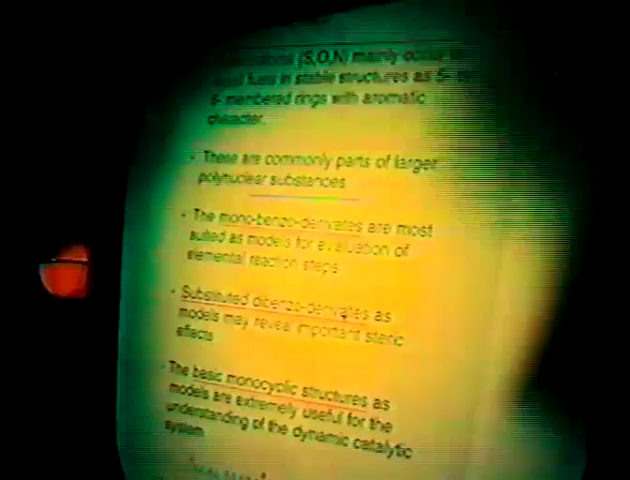 (S,O,N) mainly occur in
fuels in stable structures as 5- or
6- membered rings with aromatic
character.
• These are commonly parts of larger
polynuclear substances
• The mono-benzo-derivates are most
suited as models for evaluation of
elemental reaction steps
• Substituted dibenzo-derivates as
models may reveal important steric
effects
• The basic monocyclic structures as
models are extremely useful for the
understanding of the dynamic catalytic
system